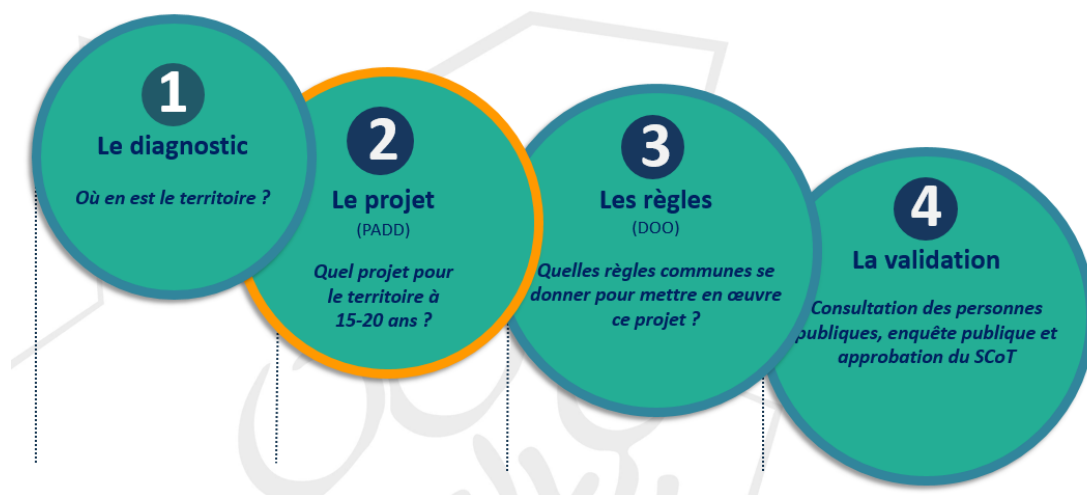 1
Le diagnostic
Où en est le territoire ?
2
Le projet
(PADD)
Quel projet pour
le territoire à
15-20 ans ?
3
Les règles
(DOO)
Quelles règles communes se
donner pour mettre en œuvre
ce projet ?
4
La validation
Consultation des personnes
publiques, enquête publique et
approbation du SCoT